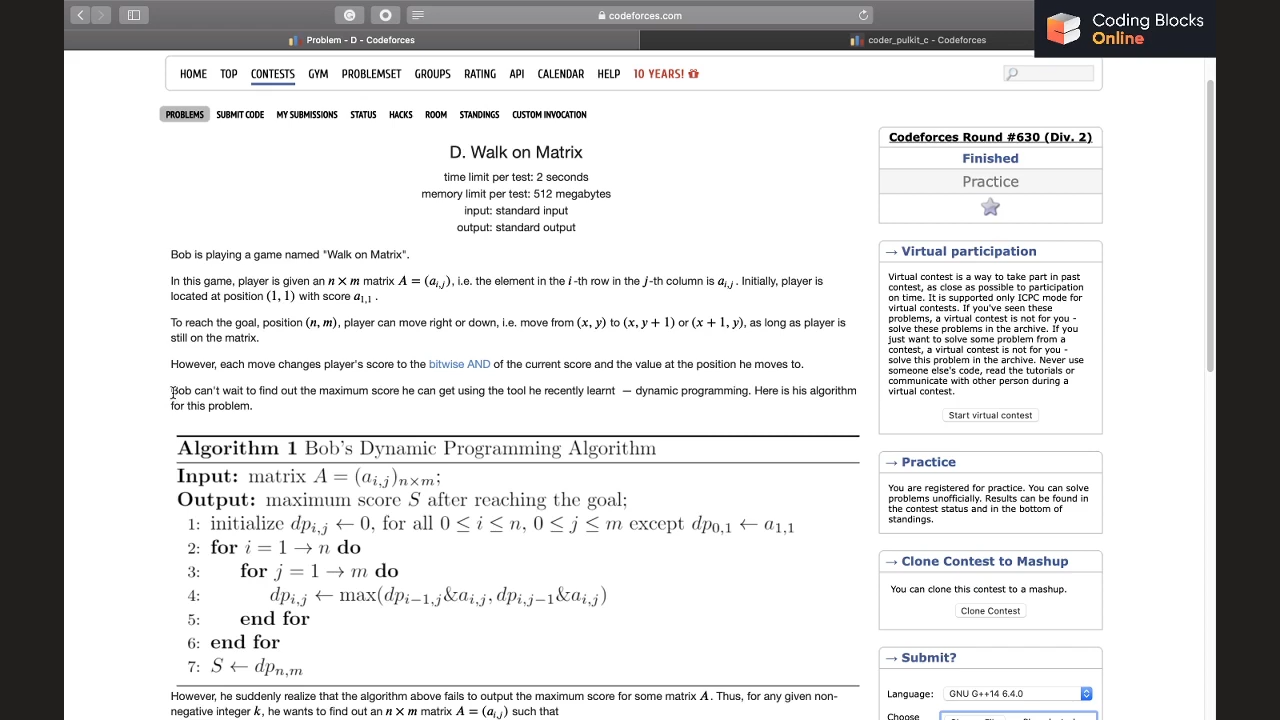 codeforces.com
Problem - D - Codeforces
coder_pulkit_c - Codeforces
Coding Blocks
Online
HOME TOP CONTESTS GYM PROBLEMSET GROUPS RATING API CALENDAR HELP 10 YEARS!
PROBLEMS SUBMIT CODE MY SUBMISSIONS STATUS HACKS ROOM STANDINGS CUSTOM INVOCATION
D. Walk on Matrix
time limit per test: 2 seconds
memory limit per test: 512 megabytes
input: standard input
output: standard output
Bob is playing a game named "Walk on Matrix".
In this game, player is given an n × m matrix A = (a_{i,j}), i.e. the element in the i-th row in the j-th column is a_{i,j}. Initially, player is
located at position (1, 1) with score a_{1,1}.
To reach the goal, position (n, m), player can move right or down, i.e. move from (x, y) to (x, y + 1) or (x + 1, y), as long as player is
still on the matrix.
However, each move changes player's score to the bitwise AND of the current score and the value at the position he moves to.
Bob can't wait to find out the maximum score he can get using the tool he recently learnt — dynamic programming. Here is his algorithm
for this problem.
Algorithm 1 Bob's Dynamic Programming Algorithm
Input: matrix A = (a_{i,j})_{n×m};
Output: maximum score S after reaching the goal;
1: initialize dp_{i,j} ← 0, for all 0 ≤ i ≤ n, 0 ≤ j ≤ m except dp_{0,1} ← a_{1,1}
2: for i = 1 → n do
3: for j = 1 → m do
4: dp_{i,j} ← max(dp_{i−1,j}&a_{i,j}, dp_{i,j−1}&a_{i,j})
5: end for
6: end for
7: S ← dp_{n,m}
However, he suddenly realize that the algorithm above fails to output the maximum score for some matrix A. Thus, for any given non-
negative integer k, he wants to find out an n × m matrix A = (a_{i,j}) such that
Codeforces Round #630 (Div. 2)
Finished
Practice
→ Virtual participation
Virtual contest is a way to take part in past
contest, as close as possible to participation
on time. It is supported only ICPC mode for
virtual contests. If you've seen these
problems, a virtual contest is not for you -
solve these problems in the archive. If you
just want to solve some problem from a
contest, a virtual contest is not for you -
solve this problem in the archive. Never use
someone else's code, read the tutorials or
communicate with other person during a
virtual contest.
Start virtual contest
→ Practice
You are registered for practice. You can solve
problems unofficially. Results can be found in
the contest status and in the bottom of
standings.
→ Clone Contest to Mashup
You can clone this contest to a mashup.
Clone Contest
→ Submit?
Language: GNU G++14 6.4.0
Choose